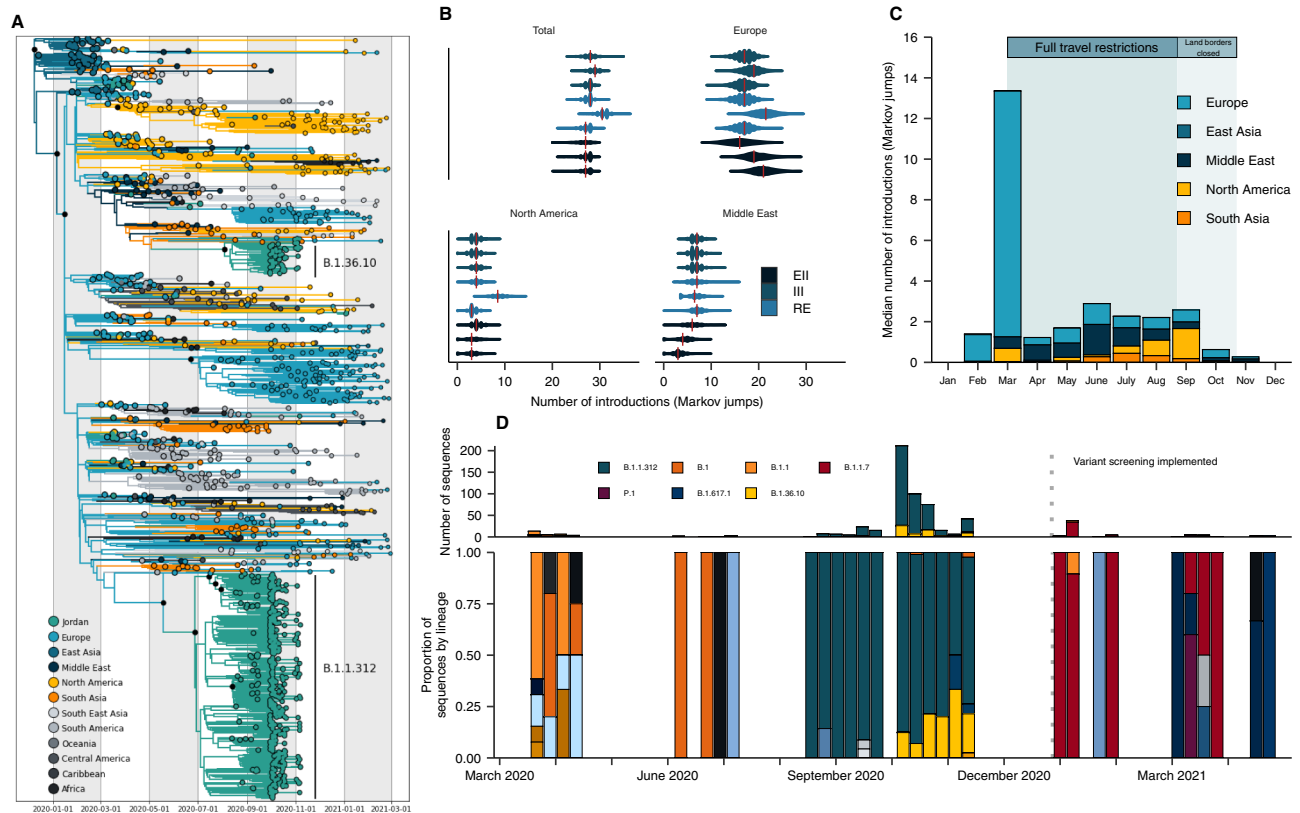 A
B.1.36.10
B.1.1.312
Jordan
Europe
East Asia
Middle East
North America
South Asia
South East Asia
South America
Oceania
Central America
Caribbean
Africa
2020-01-01 2020-03-01 2020-05-01 2020-07-01 2020-09-01 2020-11-01 2021-01-01 2021-03-01
B
Total
Europe
North America
Middle East
EII
III
RE
0 10 20 30
0 10 20 30
Number of introductions (Markov jumps)
C
Median number of introductions (Markov jumps)
16
14
12
10
8
6
4
2
0
Full travel restrictions
Land borders
closed
Europe
East Asia
Middle East
North America
South Asia
Jan Feb Mar Apr May June July Aug Sep Oct Nov Dec
D
Number of sequences
200
150
100
50
0
B.1.1.312 B.1 B.1.1 B.1.1.7
P.1 B.1.617.1 B.1.36.10
Variant screening implemented
Proportion of
sequences by lineage
1.00
0.75
0.50
0.25
0.00
March 2020 June 2020 September 2020 December 2020 March 2021